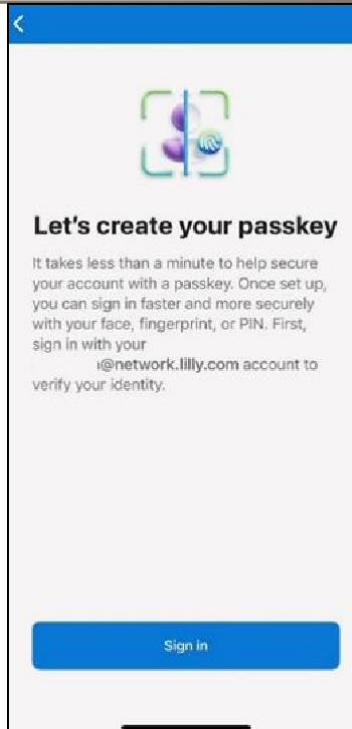 Let's create your passkey
It takes less than a minute to help secure
your account with a passkey. Once set up,
you can sign in faster and more securely
with your face, fingerprint, or PIN. First,
sign in with your
@network.lilly.com account to
verify your identity.
Sign in